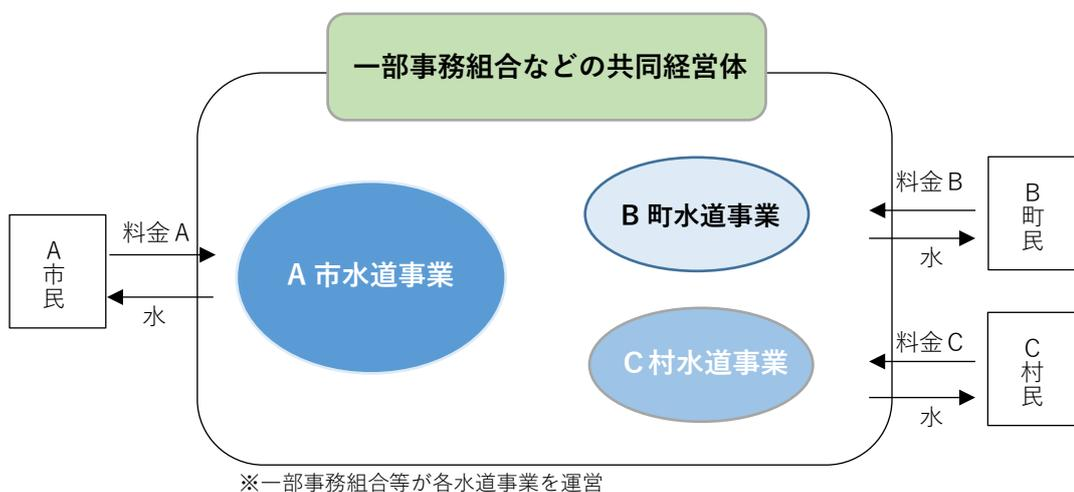 一部事務組合などの共同経営体
A市民
料金A
水
A 市水道事業
B 町水道事業
C 村水道事業
料金B
水
B町民
料金C
水
C村民
※一部事務組合等が各水道事業を運営